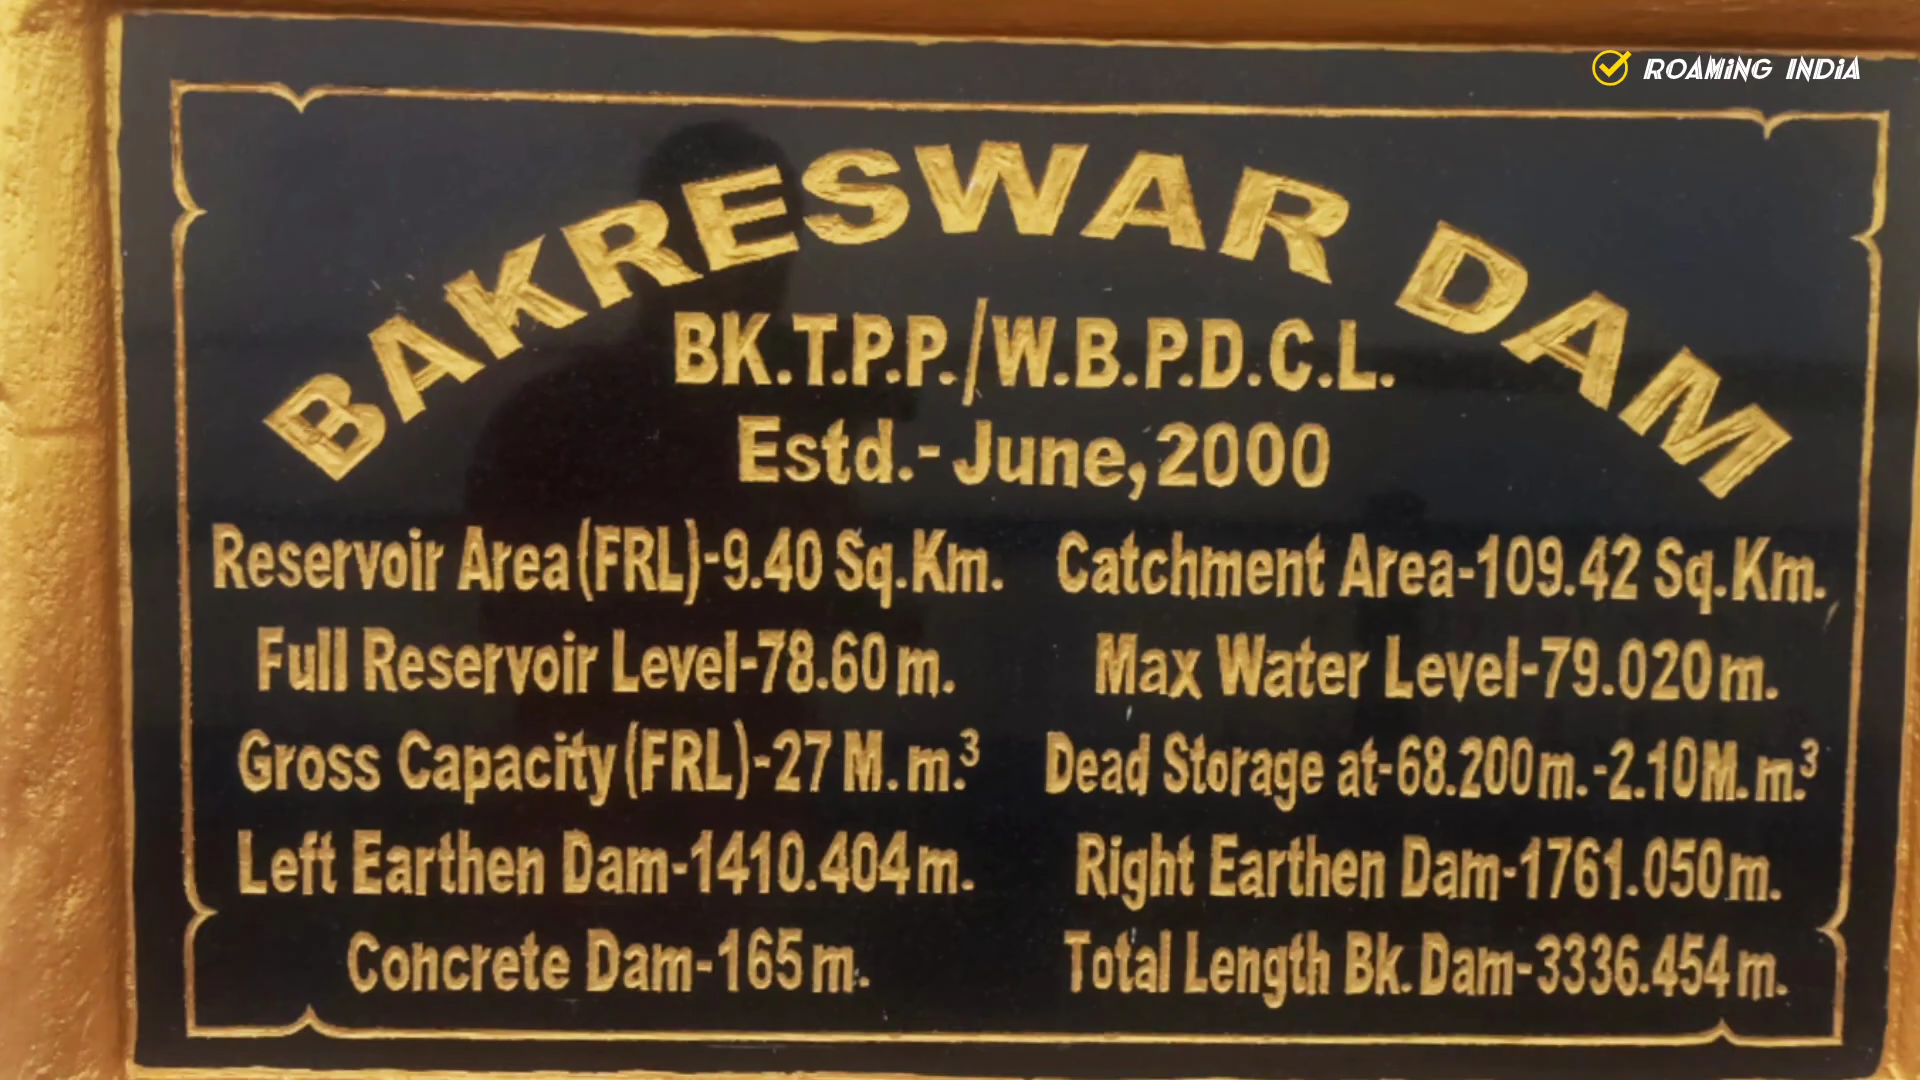 ROAMING INDIA
BAKRESWAR DAM
BK.T.P.P./W.B.P.D.C.L.
Estd.-June,2000
Reservoir Area(FRL)-9.40 Sq.Km.
Catchment Area-109.42 Sq.Km.
Full Reservoir Level-78.60 m.
Max Water Level-79.020 m.
Gross Capacity(FRL)-27 M.m.³
Dead Storage at-68.200m.-2.10M.m.³
Left Earthen Dam-1410.404 m.
Right Earthen Dam-1761.050m.
Concrete Dam-165 m.
Total Length Bk. Dam-3336.454 m.